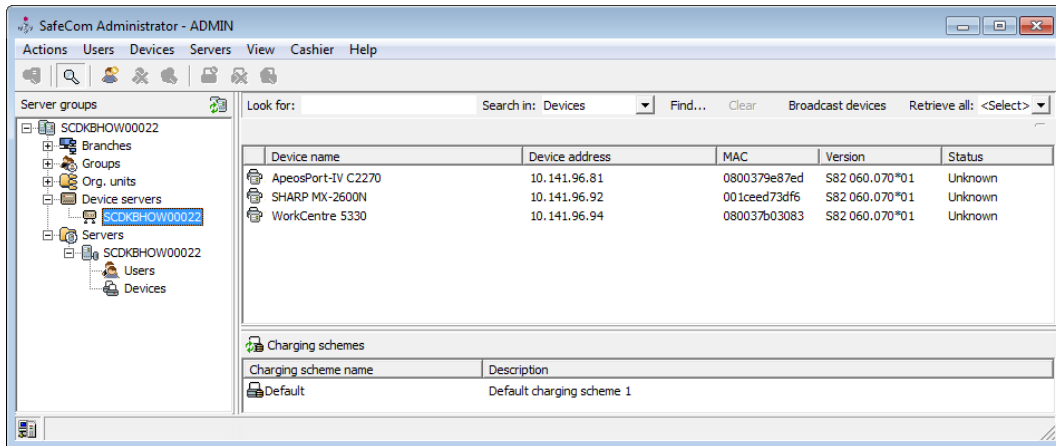 SafeCom Administrator - ADMIN
Actions Users Devices Servers View Cashier Help
Server groups
Look for: Search in: Devices Find... Clear Broadcast devices Retrieve all: <Select>
SCDKBHOW00022
Branches
Groups
Org. units
Device servers
SCDKBHOW00022
Servers
SCDKBHOW00022
Users
Devices
Device name Device address MAC Version Status
ApeosPort-IV C2270 10.141.96.81 0800379e87ed S82 060.070*01 Unknown
SHARP MX-2600N 10.141.96.92 001ceed73df6 S82 060.070*01 Unknown
WorkCentre 5330 10.141.96.94 080037b03083 S82 060.070*01 Unknown
Charging schemes
Charging scheme name Description
Default Default charging scheme 1